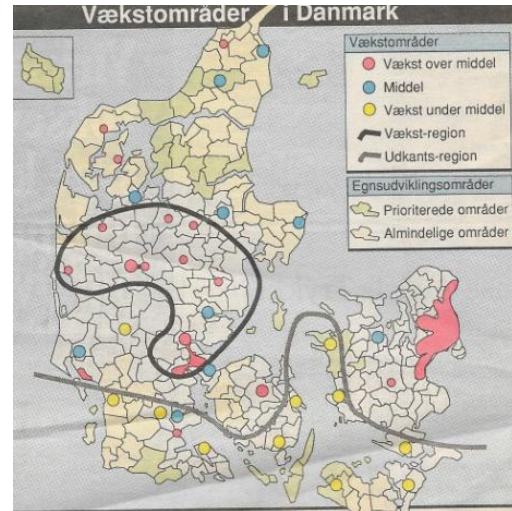 Vækstområder i Danmark
Vækstområder
Vækst over middel
Middel
Vækst under middel
Vækst-region
Udkants-region
Egnsudviklingsområder
Prioriterede områder
Almindelige områder